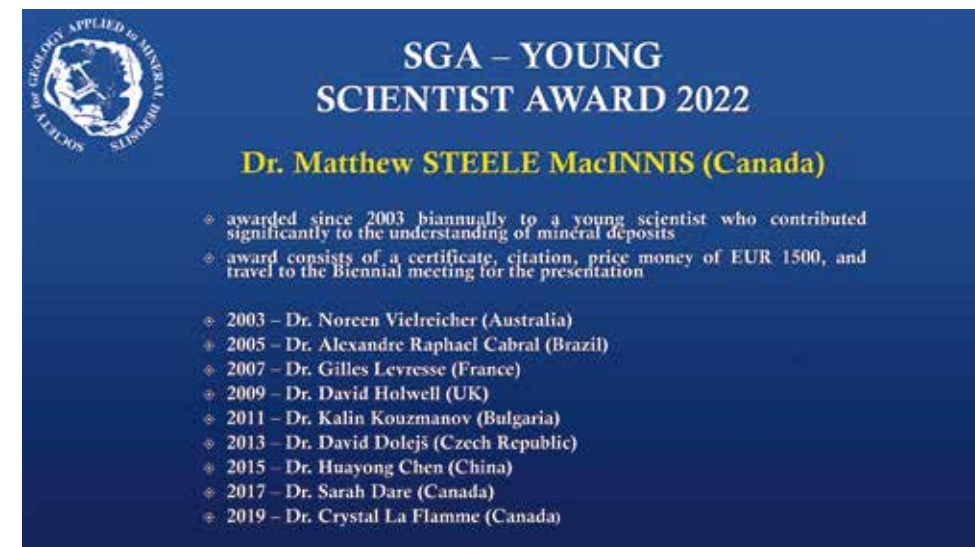 SOCIETY for GEOLOGY APPLIED to MINERAL DEPOSITS
SGA – YOUNG
SCIENTIST AWARD 2022
Dr. Matthew STEELE MacINNIS (Canada)
awarded since 2003 biannually to a young scientist who contributed
significantly to the understanding of mineral deposits
award consists of a certificate, citation, price money of EUR 1500, and
travel to the Biennial meeting for the presentation
2003 – Dr. Noreen Vielreicher (Australia)
2005 – Dr. Alexandre Raphael Cabral (Brazil)
2007 – Dr. Gilles Levresse (France)
2009 – Dr. David Holwell (UK)
2011 – Dr. Kalin Kouzmanov (Bulgaria)
2013 – Dr. David Dolejš (Czech Republic)
2015 – Dr. Huayong Chen (China)
2017 – Dr. Sarah Dare (Canada)
2019 – Dr. Crystal La Flamme (Canada)